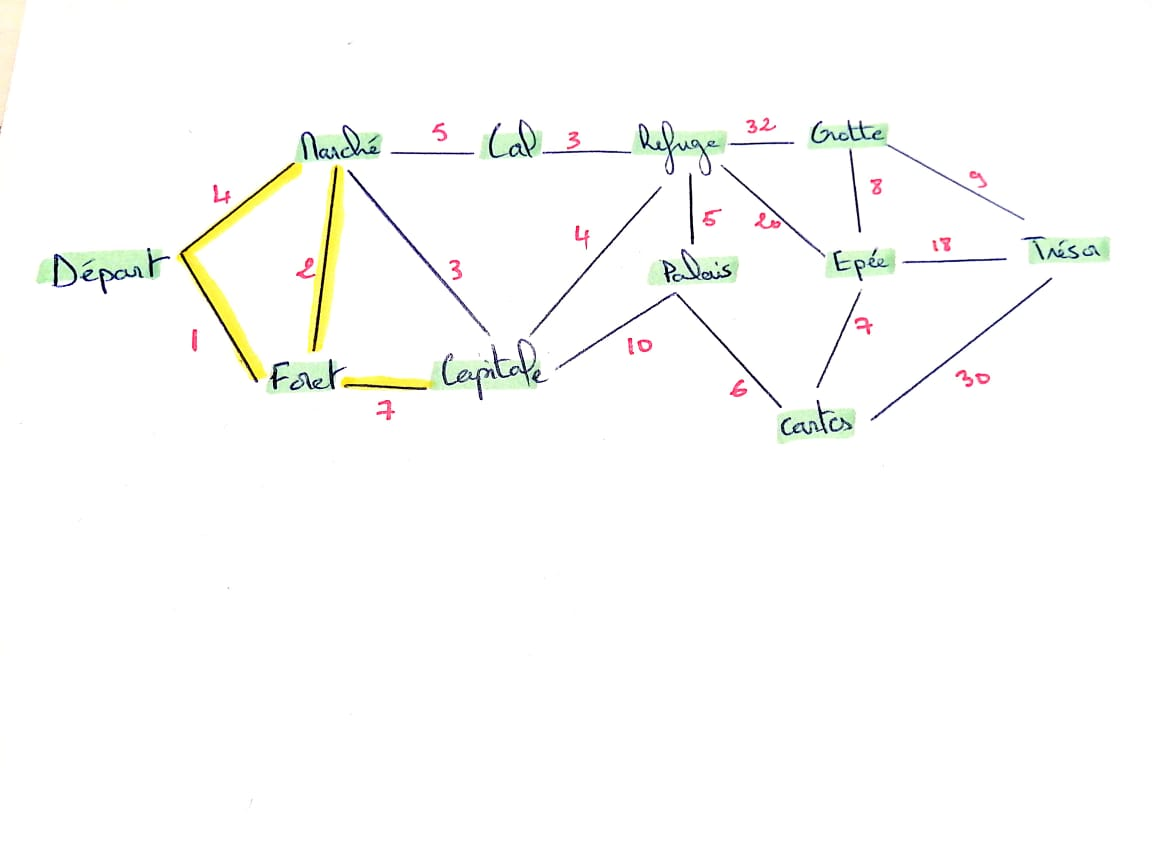 Marché 5 Col 3 Refuge 32 Grotte
4 8 9
Départ 2 3 4 5 20 Palais Epée 18 Trésor
1 Foret 7 Capitale 10 6 7 30
Cartes